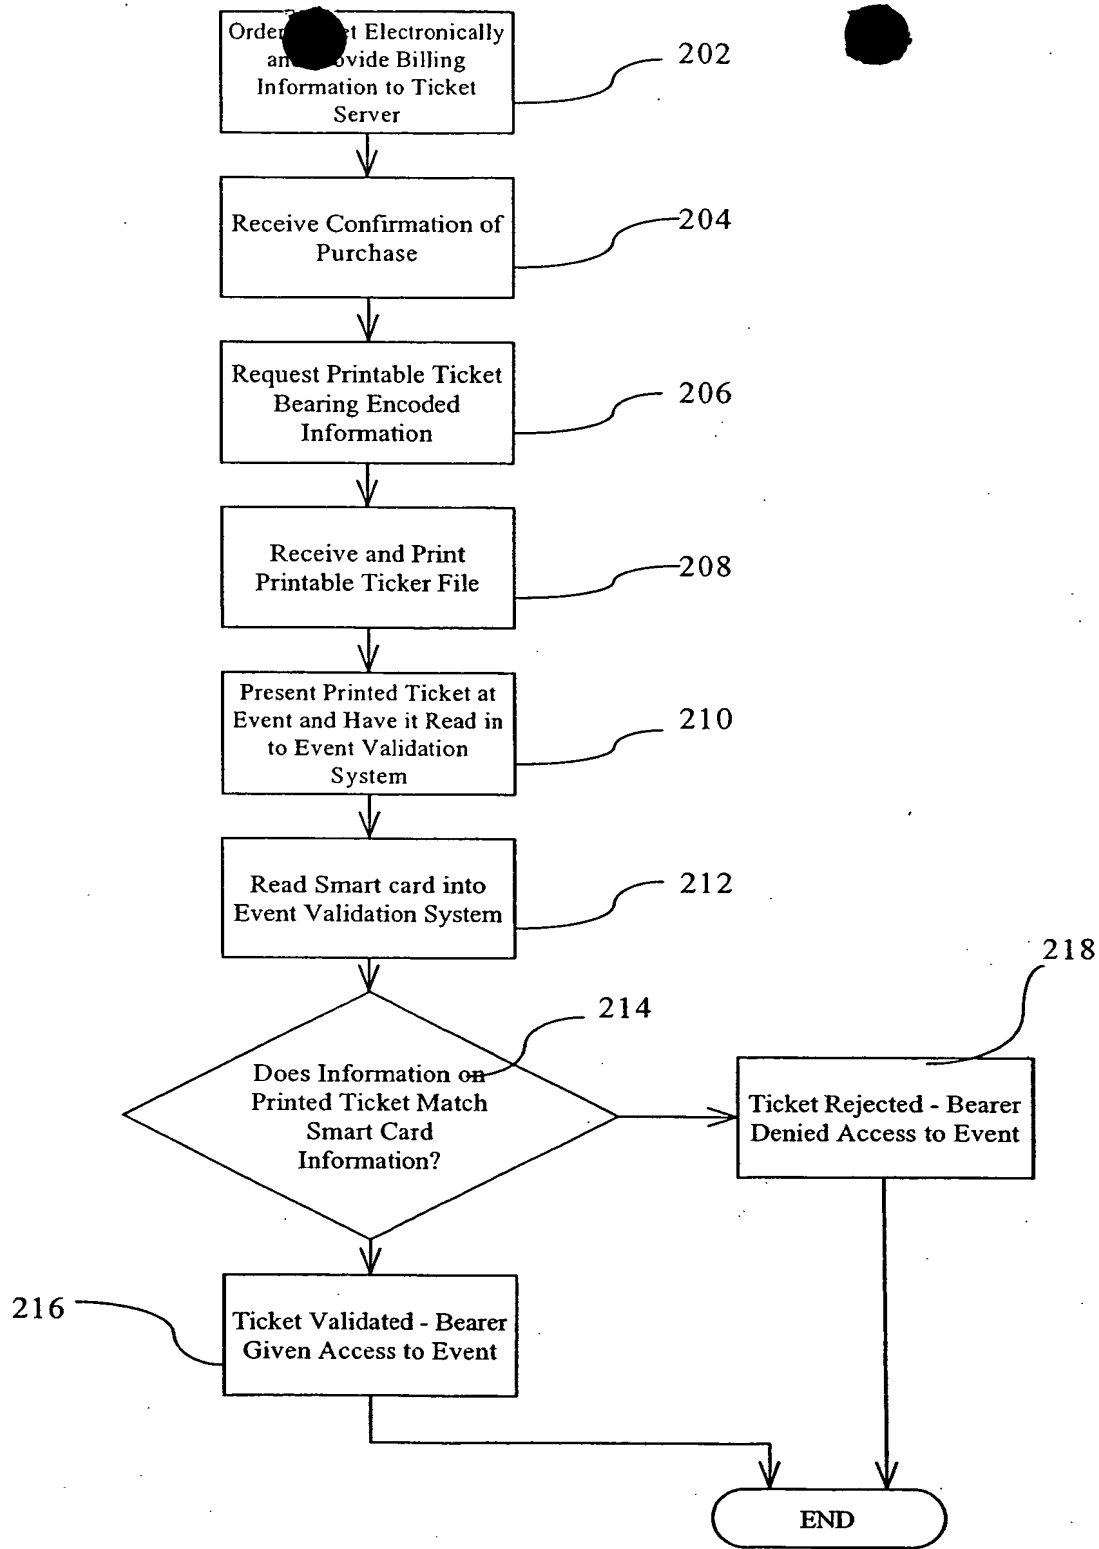 Electronically
Billing
Information to Ticket
Server
202
Receive Confirmation of
Purchase
204
Request Printable Ticket
Bearing Encoded
Information
206
Receive and Print
Printable Ticker File
208
Present Printed Ticket at
Event and Have it Read in
to Event Validation
System
210
Read Smart card into
Event Validation System
212
218
214
Does Information on
Printed Ticket Match
Smart Card
Information?
Ticket Rejected - Bearer
Denied Access to Event
216
Ticket Validated - Bearer
Given Access to Event
END